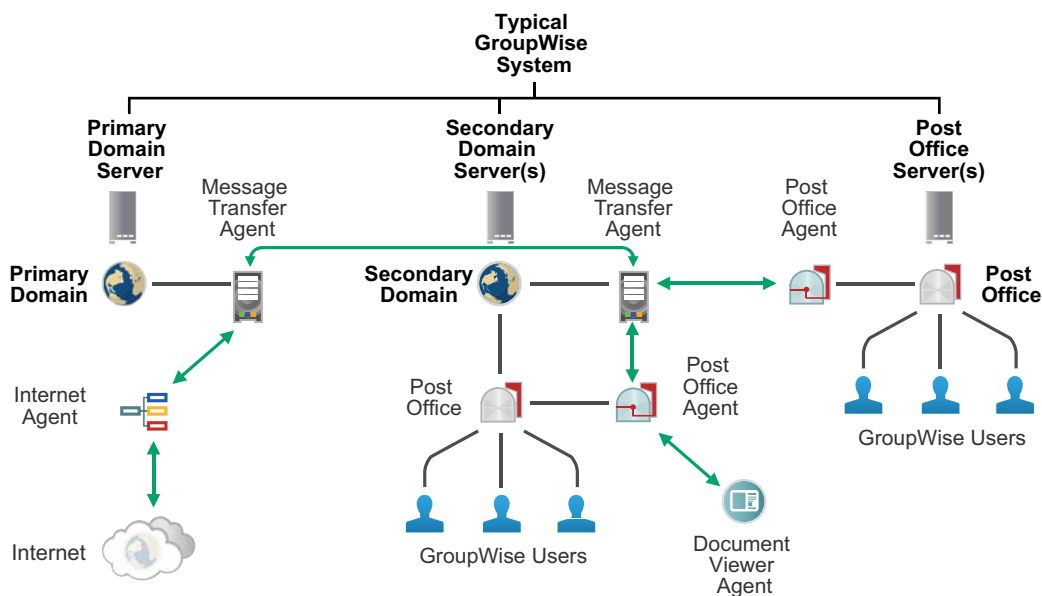 Typical
GroupWise
System
Primary
Domain
Server
Secondary
Domain
Server(s)
Post
Office
Server(s)
Message
Transfer
Agent
Message
Transfer
Agent
Post
Office
Agent
Primary
Domain
Secondary
Domain
Post
Office
Internet
Agent
Post
Office
Post
Office
Agent
GroupWise Users
Internet
GroupWise Users
Document
Viewer
Agent